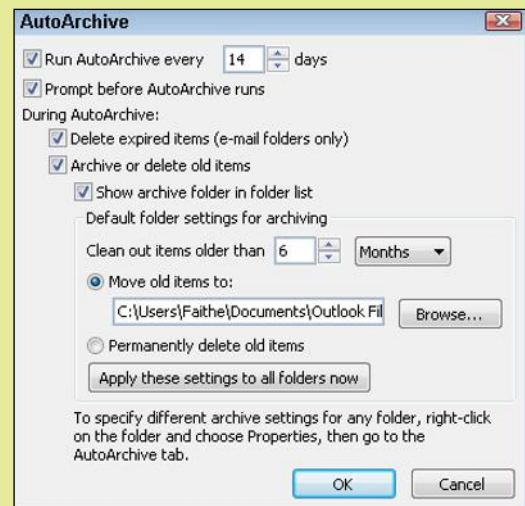 AutoArchive
Run AutoArchive every 14 days
Prompt before AutoArchive runs
During AutoArchive:
Delete expired items (e-mail folders only)
Archive or delete old items
Show archive folder in folder list
Default folder settings for archiving
Clean out items older than 6 Months
Move old items to:
C:\Users\Faithe\Documents\Outlook Fil Browse...
Permanently delete old items
Apply these settings to all folders now
To specify different archive settings for any folder, right-click
on the folder and choose Properties, then go to the
AutoArchive tab.
OK Cancel